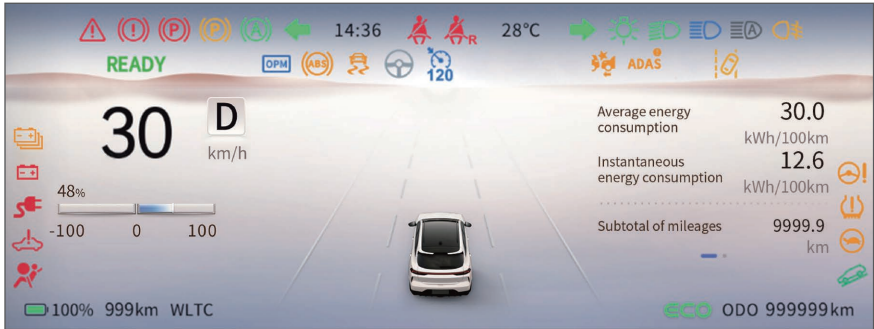 P P A 14:36 R 28°C A
READY OPM ABS 120 ADAS
30 D
km/h
Average energy
consumption
30.0
kWh/100km
Instantaneous
energy consumption
12.6
kWh/100km
48%
-100 0 100
Subtotal of mileages 9999.9
km
100% 999km WLTC eco ODO 999999km